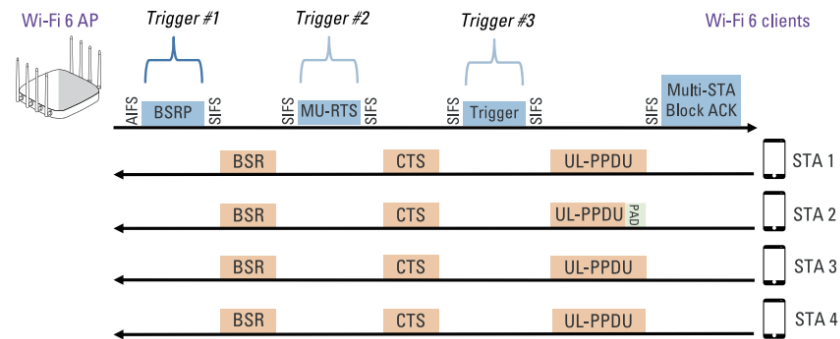 Wi-Fi 6 AP
Trigger #1
Trigger #2
Trigger #3
Wi-Fi 6 clients
AIFS
BSRP
SIFS
SIFS
MU-RTS
SIFS
SIFS
Trigger
SIFS
SIFS
Multi-STA
Block ACK
BSR
CTS
UL-PPDU
STA 1
BSR
CTS
UL-PPDU
PAD
STA 2
BSR
CTS
UL-PPDU
STA 3
BSR
CTS
UL-PPDU
STA 4